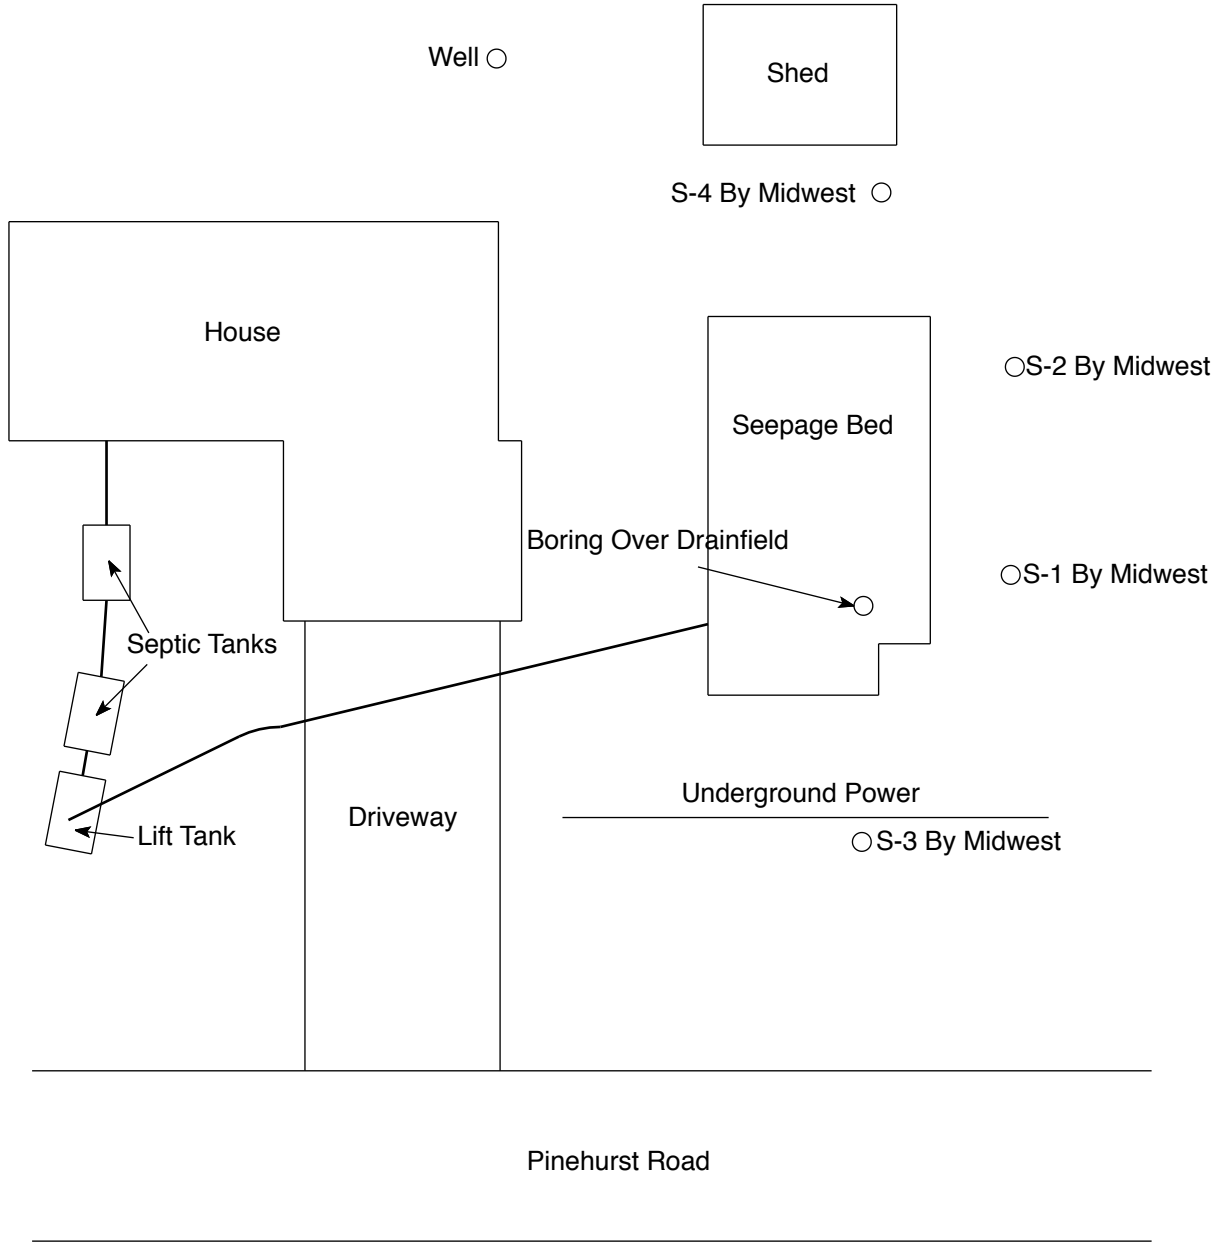 Well
Shed
S-4 By Midwest
House
S-2 By Midwest
Seepage Bed
Boring Over Drainfield
S-1 By Midwest
Septic Tanks
Underground Power
Driveway
Lift Tank
S-3 By Midwest
Pinehurst Road